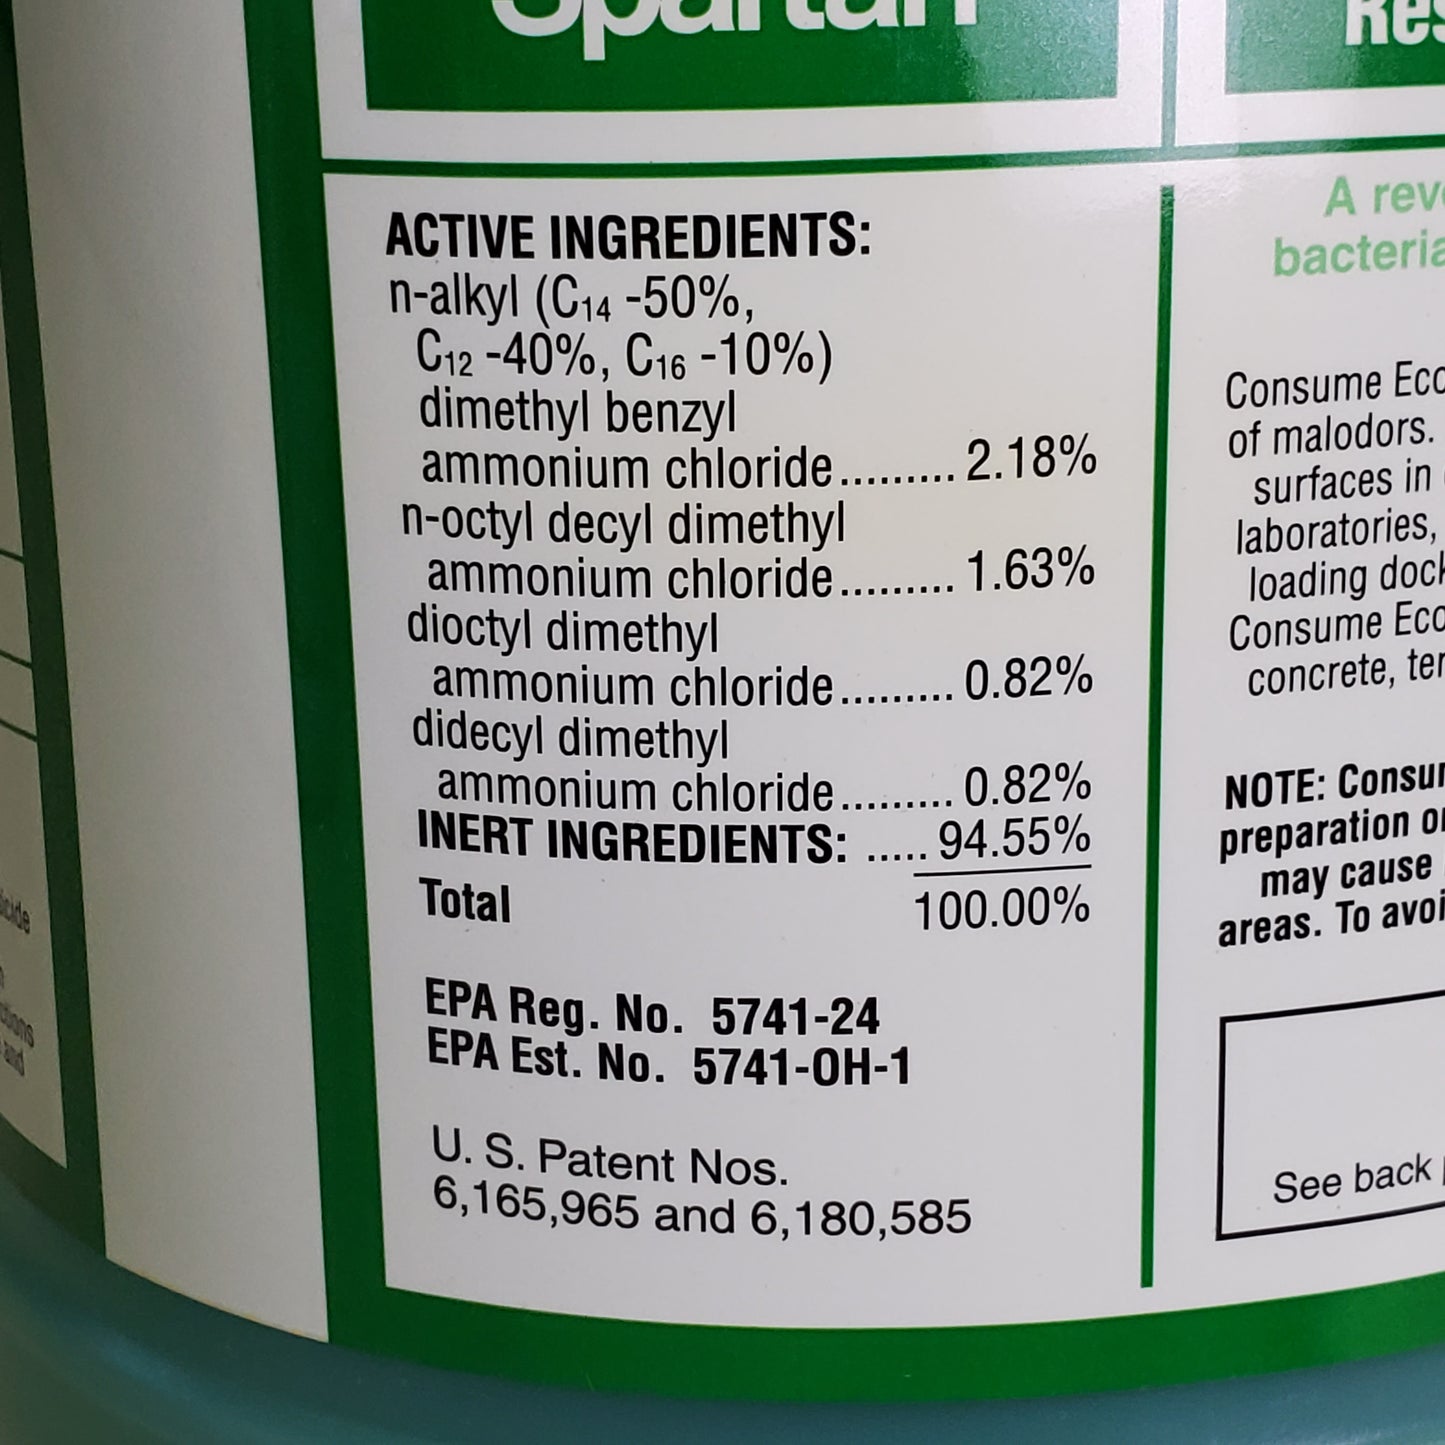 Spartan
ACTIVE INGREDIENTS:
n-alkyl (C₁₄ -50%,
C₁₂ -40%, C₁₆ -10%)
dimethyl benzyl
ammonium chloride......... 2.18%
n-octyl decyl dimethyl
ammonium chloride......... 1.63%
dioctyl dimethyl
ammonium chloride......... 0.82%
didecyl dimethyl
ammonium chloride......... 0.82%
INERT INGREDIENTS: ..... 94.55%
Total 100.00%
EPA Reg. No. 5741-24
EPA Est. No. 5741-OH-1
U. S. Patent Nos.
6,165,965 and 6,180,585
A
Consume
of malodors.
surfaces in
laboratories,
loading
Consume
concrete,
NOTE:
preparation
may cause
areas. To
See back